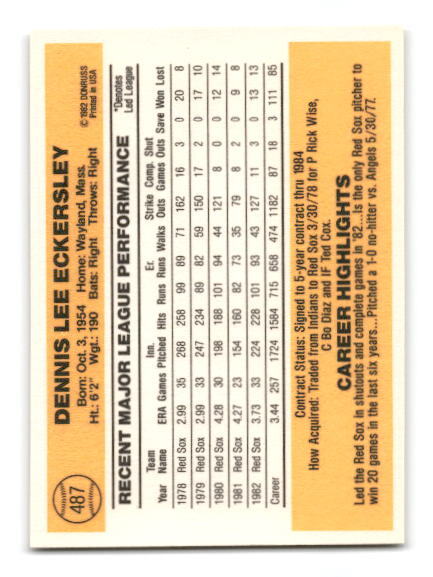 487
DENNIS LEE ECKERSLEY
Born: Oct. 3, 1954 Home: Wayland, Mass.
Ht.: 6'2" Wgt.: 190 Bats: Right Throws: Right
© 1982 DONRUSS
Printed in USA
RECENT MAJOR LEAGUE PERFORMANCE
*Denotes
Led League
Team Inn. Er. Strike Comp. Shut
Year Name ERA Games Pitched Hits Runs Runs Walks Outs Games Outs Save Won Lost
1978 Red Sox 2.99 35 268 258 99 89 71 162 16 3 0 20 8
1979 Red Sox 2.99 33 247 234 89 82 59 150 17 2 0 17 10
1980 Red Sox 4.28 30 198 188 101 94 44 121 8 0 0 12 14
1981 Red Sox 4.27 23 154 160 82 73 35 79 8 2 0 9 8
1982 Red Sox 3.73 33 224 228 101 93 43 127 11 3 0 13 13
Career 3.44 257 1724 1584 715 658 474 1182 87 18 3 111 85
Contract Status: Signed to 5-year contract thru 1984
How Acquired: Traded from Indians to Red Sox 3/30/78 for P Rick Wise,
C Bo Diaz and IF Ted Cox.
CAREER HIGHLIGHTS
Led the Red Sox in shutouts and complete games in '82...Is the only Red Sox pitcher to
win 20 games in the last six years...Pitched a 1-0 no-hitter vs. Angels 5/30/77.